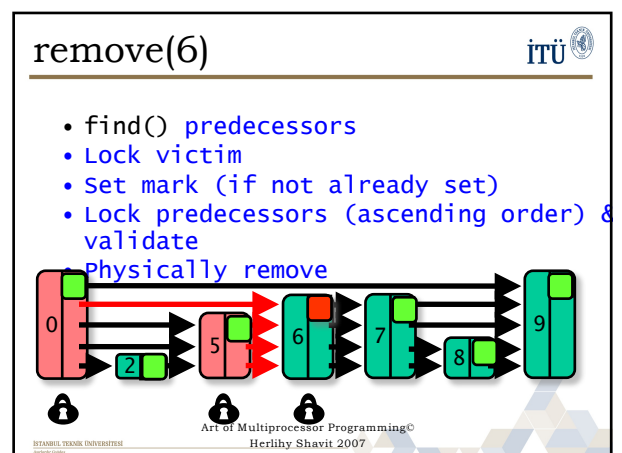 remove(6)
İTÜ
• find() predecessors
• Lock victim
• Set mark (if not already set)
• Lock predecessors (ascending order) &
validate
• Physically remove
0
2
5
6
7
8
9
Art of Multiprocessor Programming©
Herlihy Shavit 2007
İSTANBUL TEKNİK ÜNİVERSİTESİ